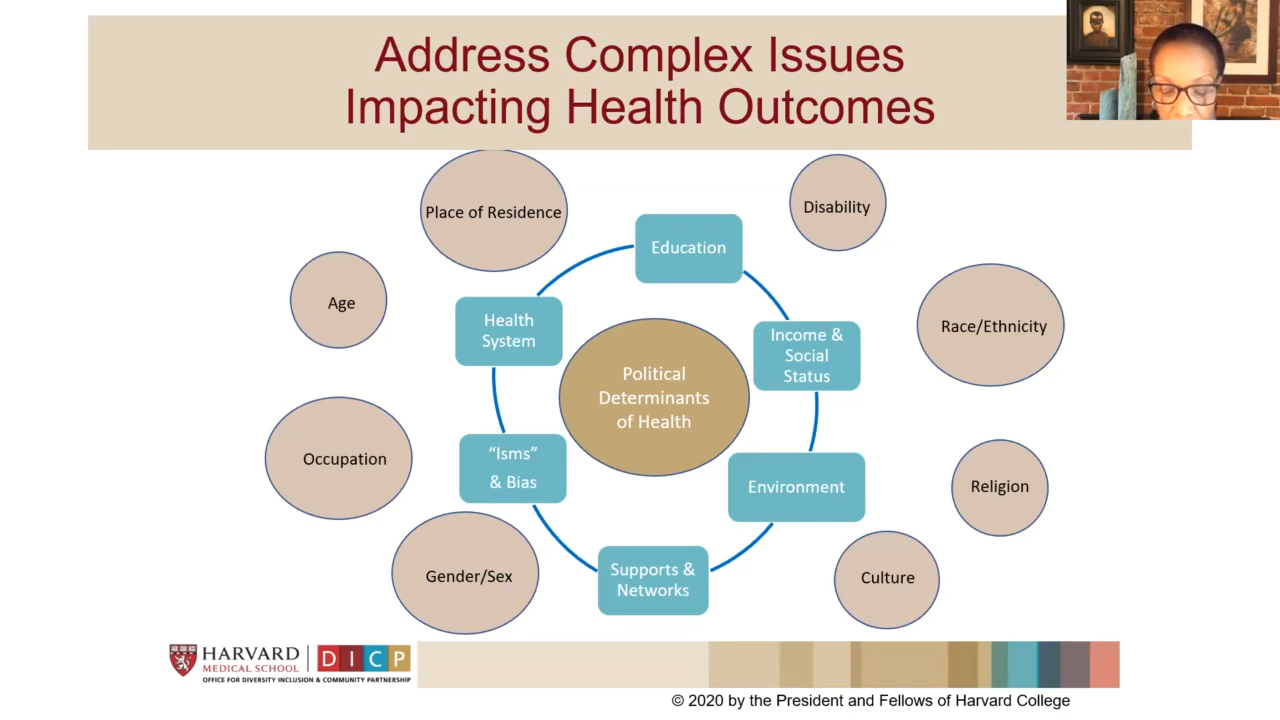 Address Complex Issues
Impacting Health Outcomes
Place of Residence
Disability
Education
Age
Health
System
Income &
Social
Status
Race/Ethnicity
Political
Determinants
of Health
Occupation
“Isms”
& Bias
Environment
Religion
Gender/Sex
Supports &
Networks
Culture
HARVARD
MEDICAL SCHOOL
DICP
OFFICE FOR DIVERSITY INCLUSION & COMMUNITY PARTNERSHIP
© 2020 by the President and Fellows of Harvard College